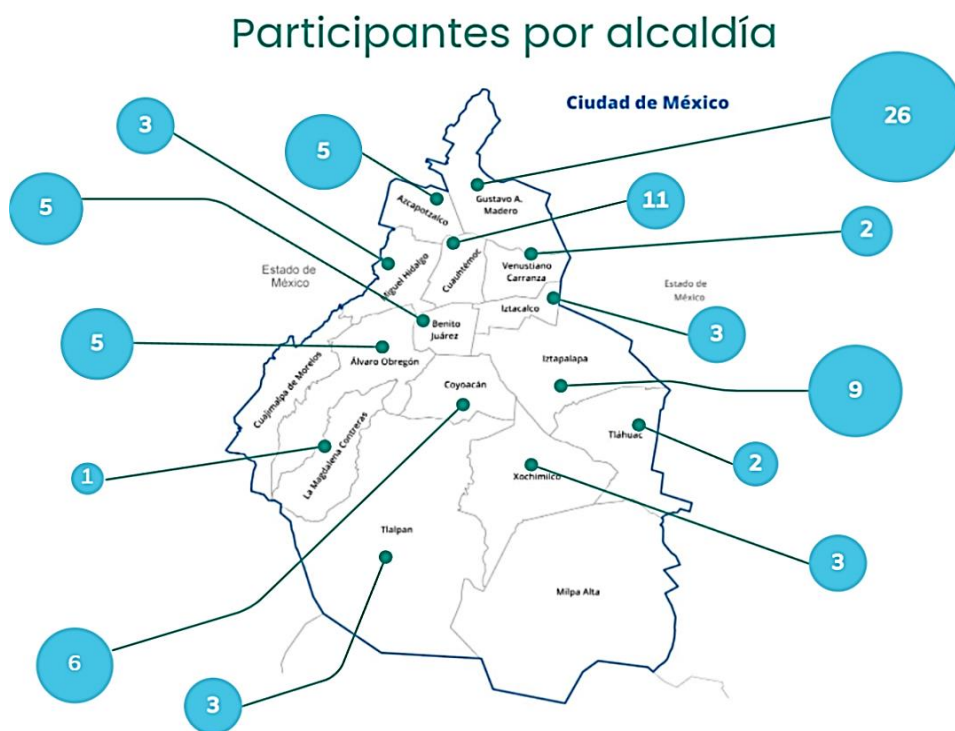 Participantes por alcaldía
Ciudad de México
26
3
5
5
11
2
Azcapotzalco
Gustavo A.
Madero
Estado de
México
Miguel Hidalgo
Cuauhtémoc
Venustiano
Carranza
Estado de
México
Iztacalco
Benito
Juárez
3
5
Álvaro Obregón
Iztapalapa
Cuajimalpa de Morelos
Coyoacán
9
La Magdalena Contreras
Tláhuac
1
Xochimilco
2
Tlalpan
3
Milpa Alta
6
3